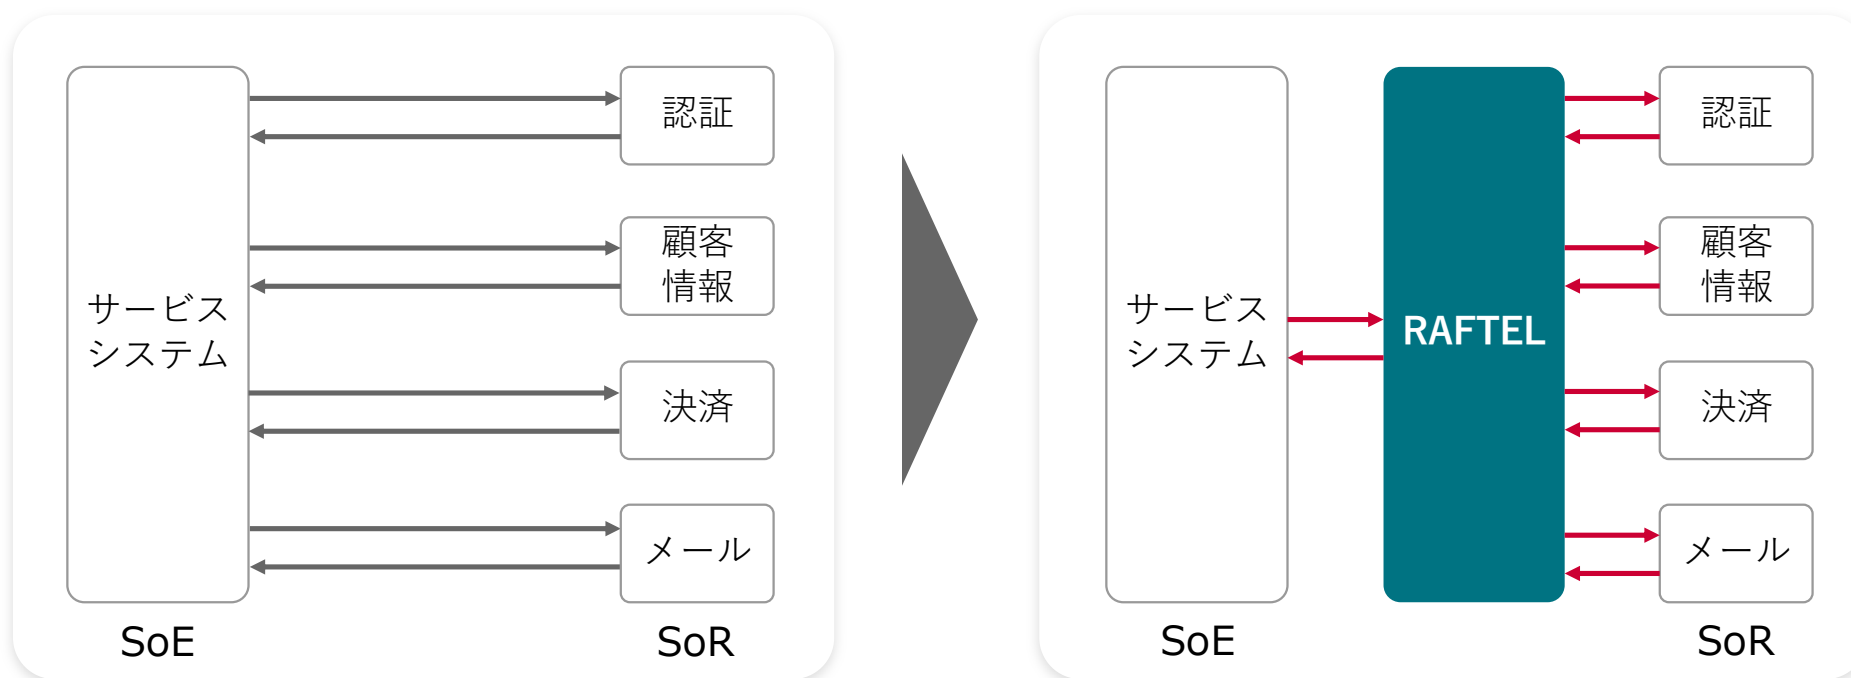 サービス
システム
認証
顧客
情報
決済
メール
SoE
SoR
サービス
システム
RAFTEL
認証
顧客
情報
決済
メール
SoE
SoR